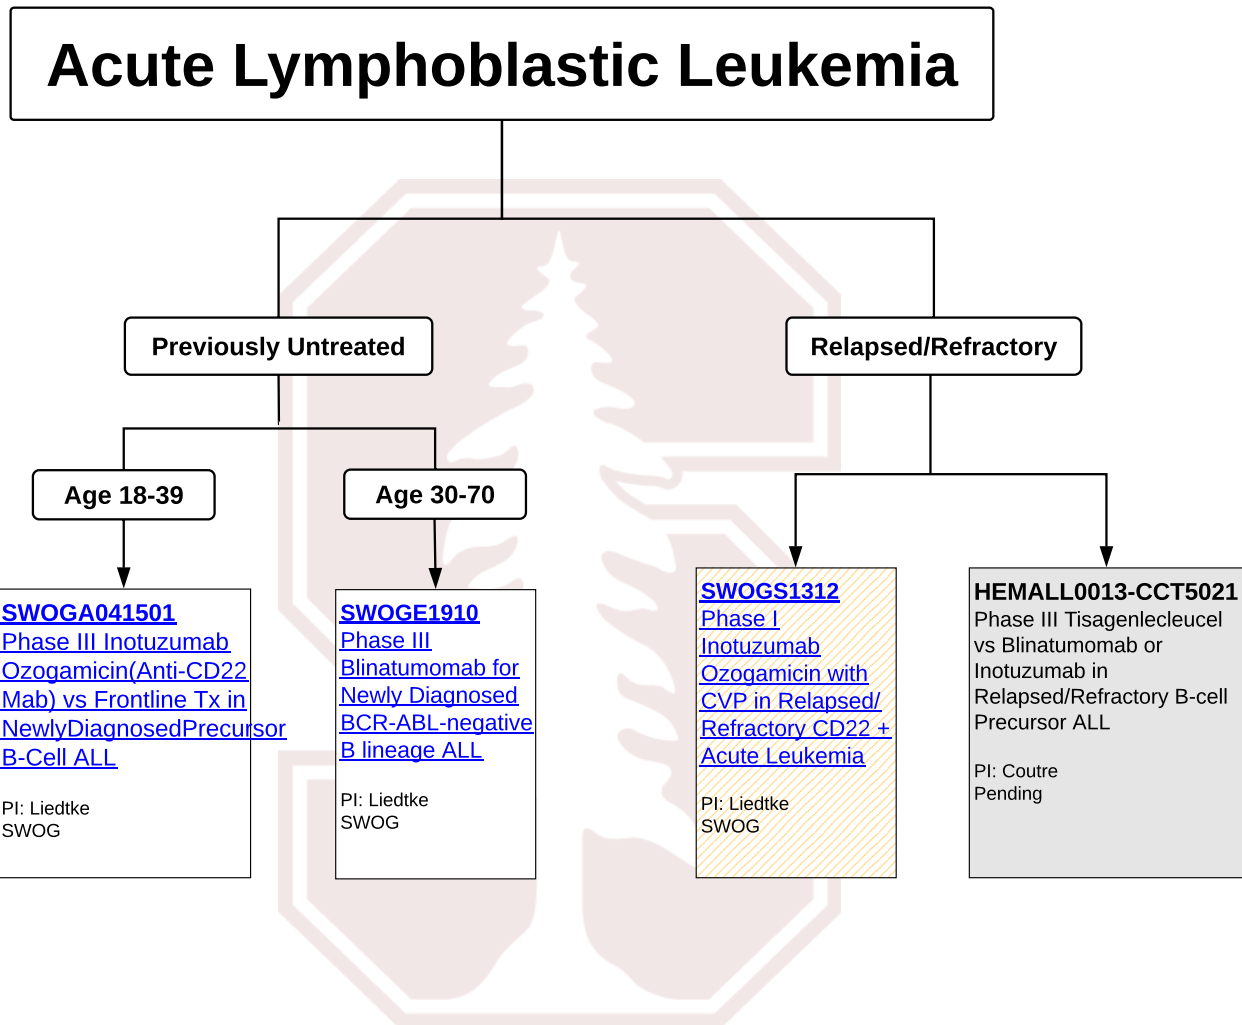 Acute Lymphoblastic Leukemia
Previously Untreated
Relapsed/Refractory
Age 18-39
Age 30-70
SWOGA041501
Phase III Inotuzumab
Ozogamicin(Anti-CD22
Mab) vs Frontline Tx in
NewlyDiagnosedPrecursor
B-Cell ALL
PI: Liedtke
SWOG
SWOGE1910
Phase III
Blinatumomab for
Newly Diagnosed
BCR-ABL-negative
B lineage ALL
PI: Liedtke
SWOG
SWOGS1312
Phase I
Inotuzumab
Ozogamicin with
CVP in Relapsed/
Refractory CD22 +
Acute Leukemia
PI: Liedtke
SWOG
HEMALL0013-CCT5021
Phase III Tisagenlecleucel
vs Blinatumomab or
Inotuzumab in
Relapsed/Refractory B-cell
Precursor ALL
PI: Coutre
Pending